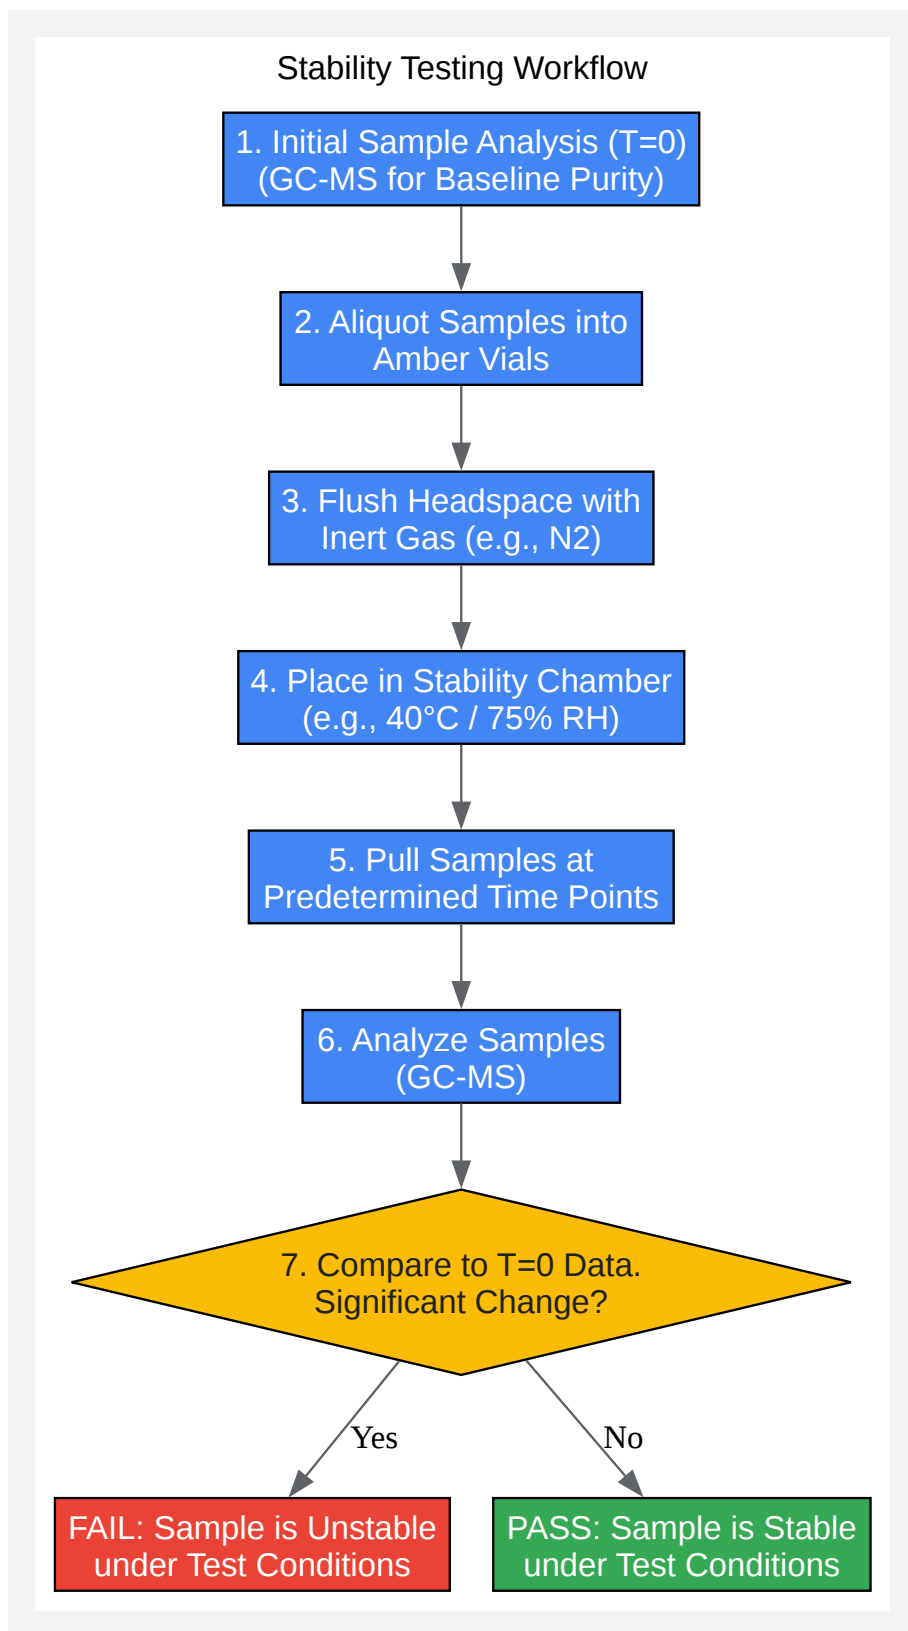 Stability Testing Workflow
1. Initial Sample Analysis (T=0)
(GC-MS for Baseline Purity)
2. Aliquot Samples into
Amber Vials
3. Flush Headspace with
Inert Gas (e.g., N2)
4. Place in Stability Chamber
(e.g., 40°C / 75% RH)
5. Pull Samples at
Predetermined Time Points
6. Analyze Samples
(GC-MS)
7. Compare to T=0 Data.
Significant Change?
Yes
No
FAIL: Sample is Unstable
under Test Conditions
PASS: Sample is Stable
under Test Conditions